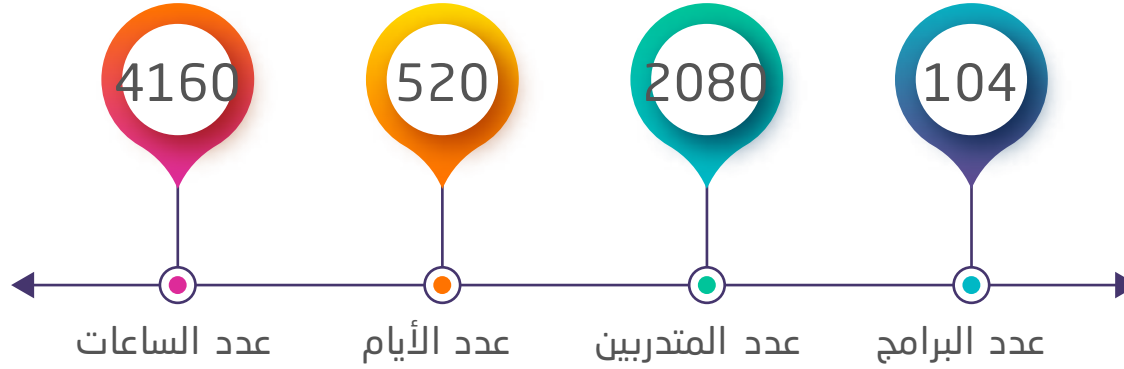 104
2080
520
4160
عدد البرامج
عدد المتدربين
عدد الأيام
عدد الساعات